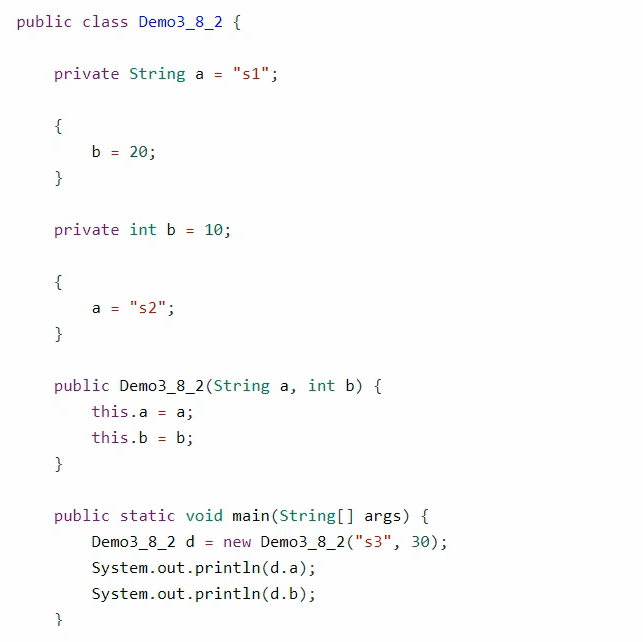 public class Demo3_8_2 {
private String a = "s1";
{
b = 20;
}
private int b = 10;
{
a = "s2";
}
public Demo3_8_2(String a, int b) {
this.a = a;
this.b = b;
}
public static void main(String[] args) {
Demo3_8_2 d = new Demo3_8_2("s3", 30);
System.out.println(d.a);
System.out.println(d.b);
}